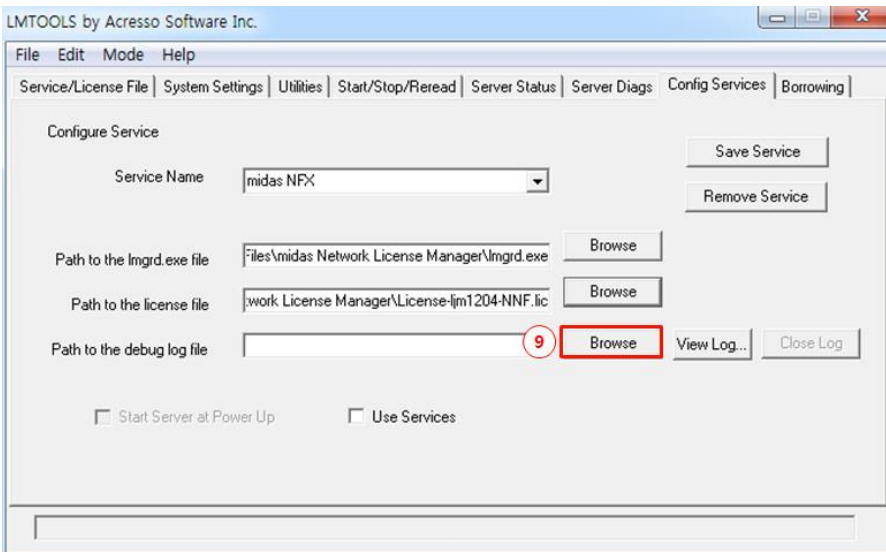 LMTOOLS by Acresso Software Inc.
File Edit Mode Help
Service/License File System Settings Utilities Start/Stop/Reread Server Status Server Diags Config Services Borrowing
Configure Service
Save Service
Service Name midas NFX
Remove Service
Path to the lmgrd.exe file Files\midas Network License Manager\lmgrd.exe Browse
Path to the license file work License Manager\License-ljm1204-NNF.lic Browse
Path to the debug log file 9 Browse View Log... Close Log
Start Server at Power Up Use Services